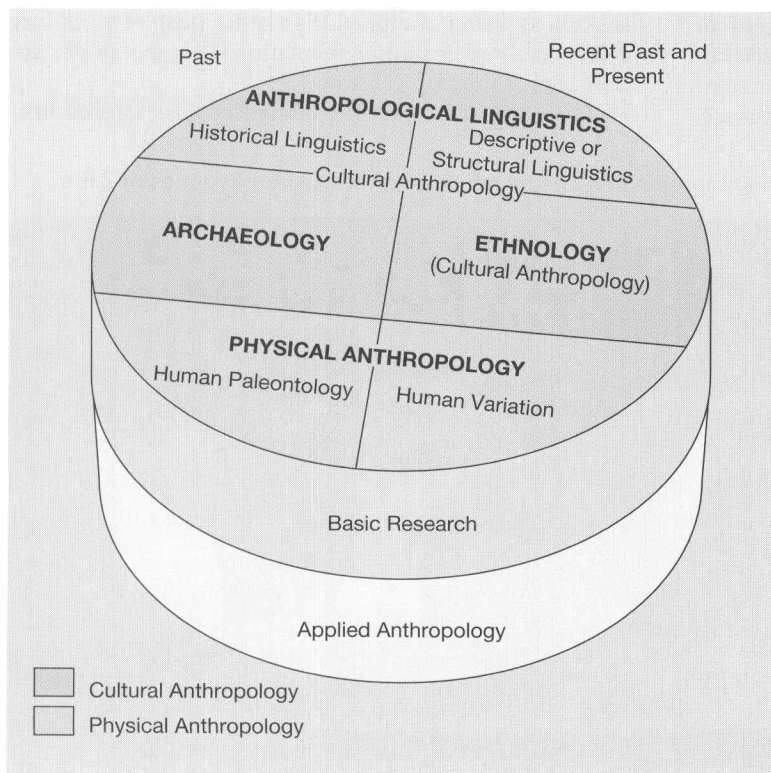 Past
Recent Past and
Present
ANTHROPOLOGICAL LINGUISTICS
Historical Linguistics
Descriptive or
Structural Linguistics
Cultural Anthropology
ARCHAEOLOGY
ETHNOLOGY
(Cultural Anthropology)
PHYSICAL ANTHROPOLOGY
Human Paleontology
Human Variation
Basic Research
Applied Anthropology
Cultural Anthropology
Physical Anthropology